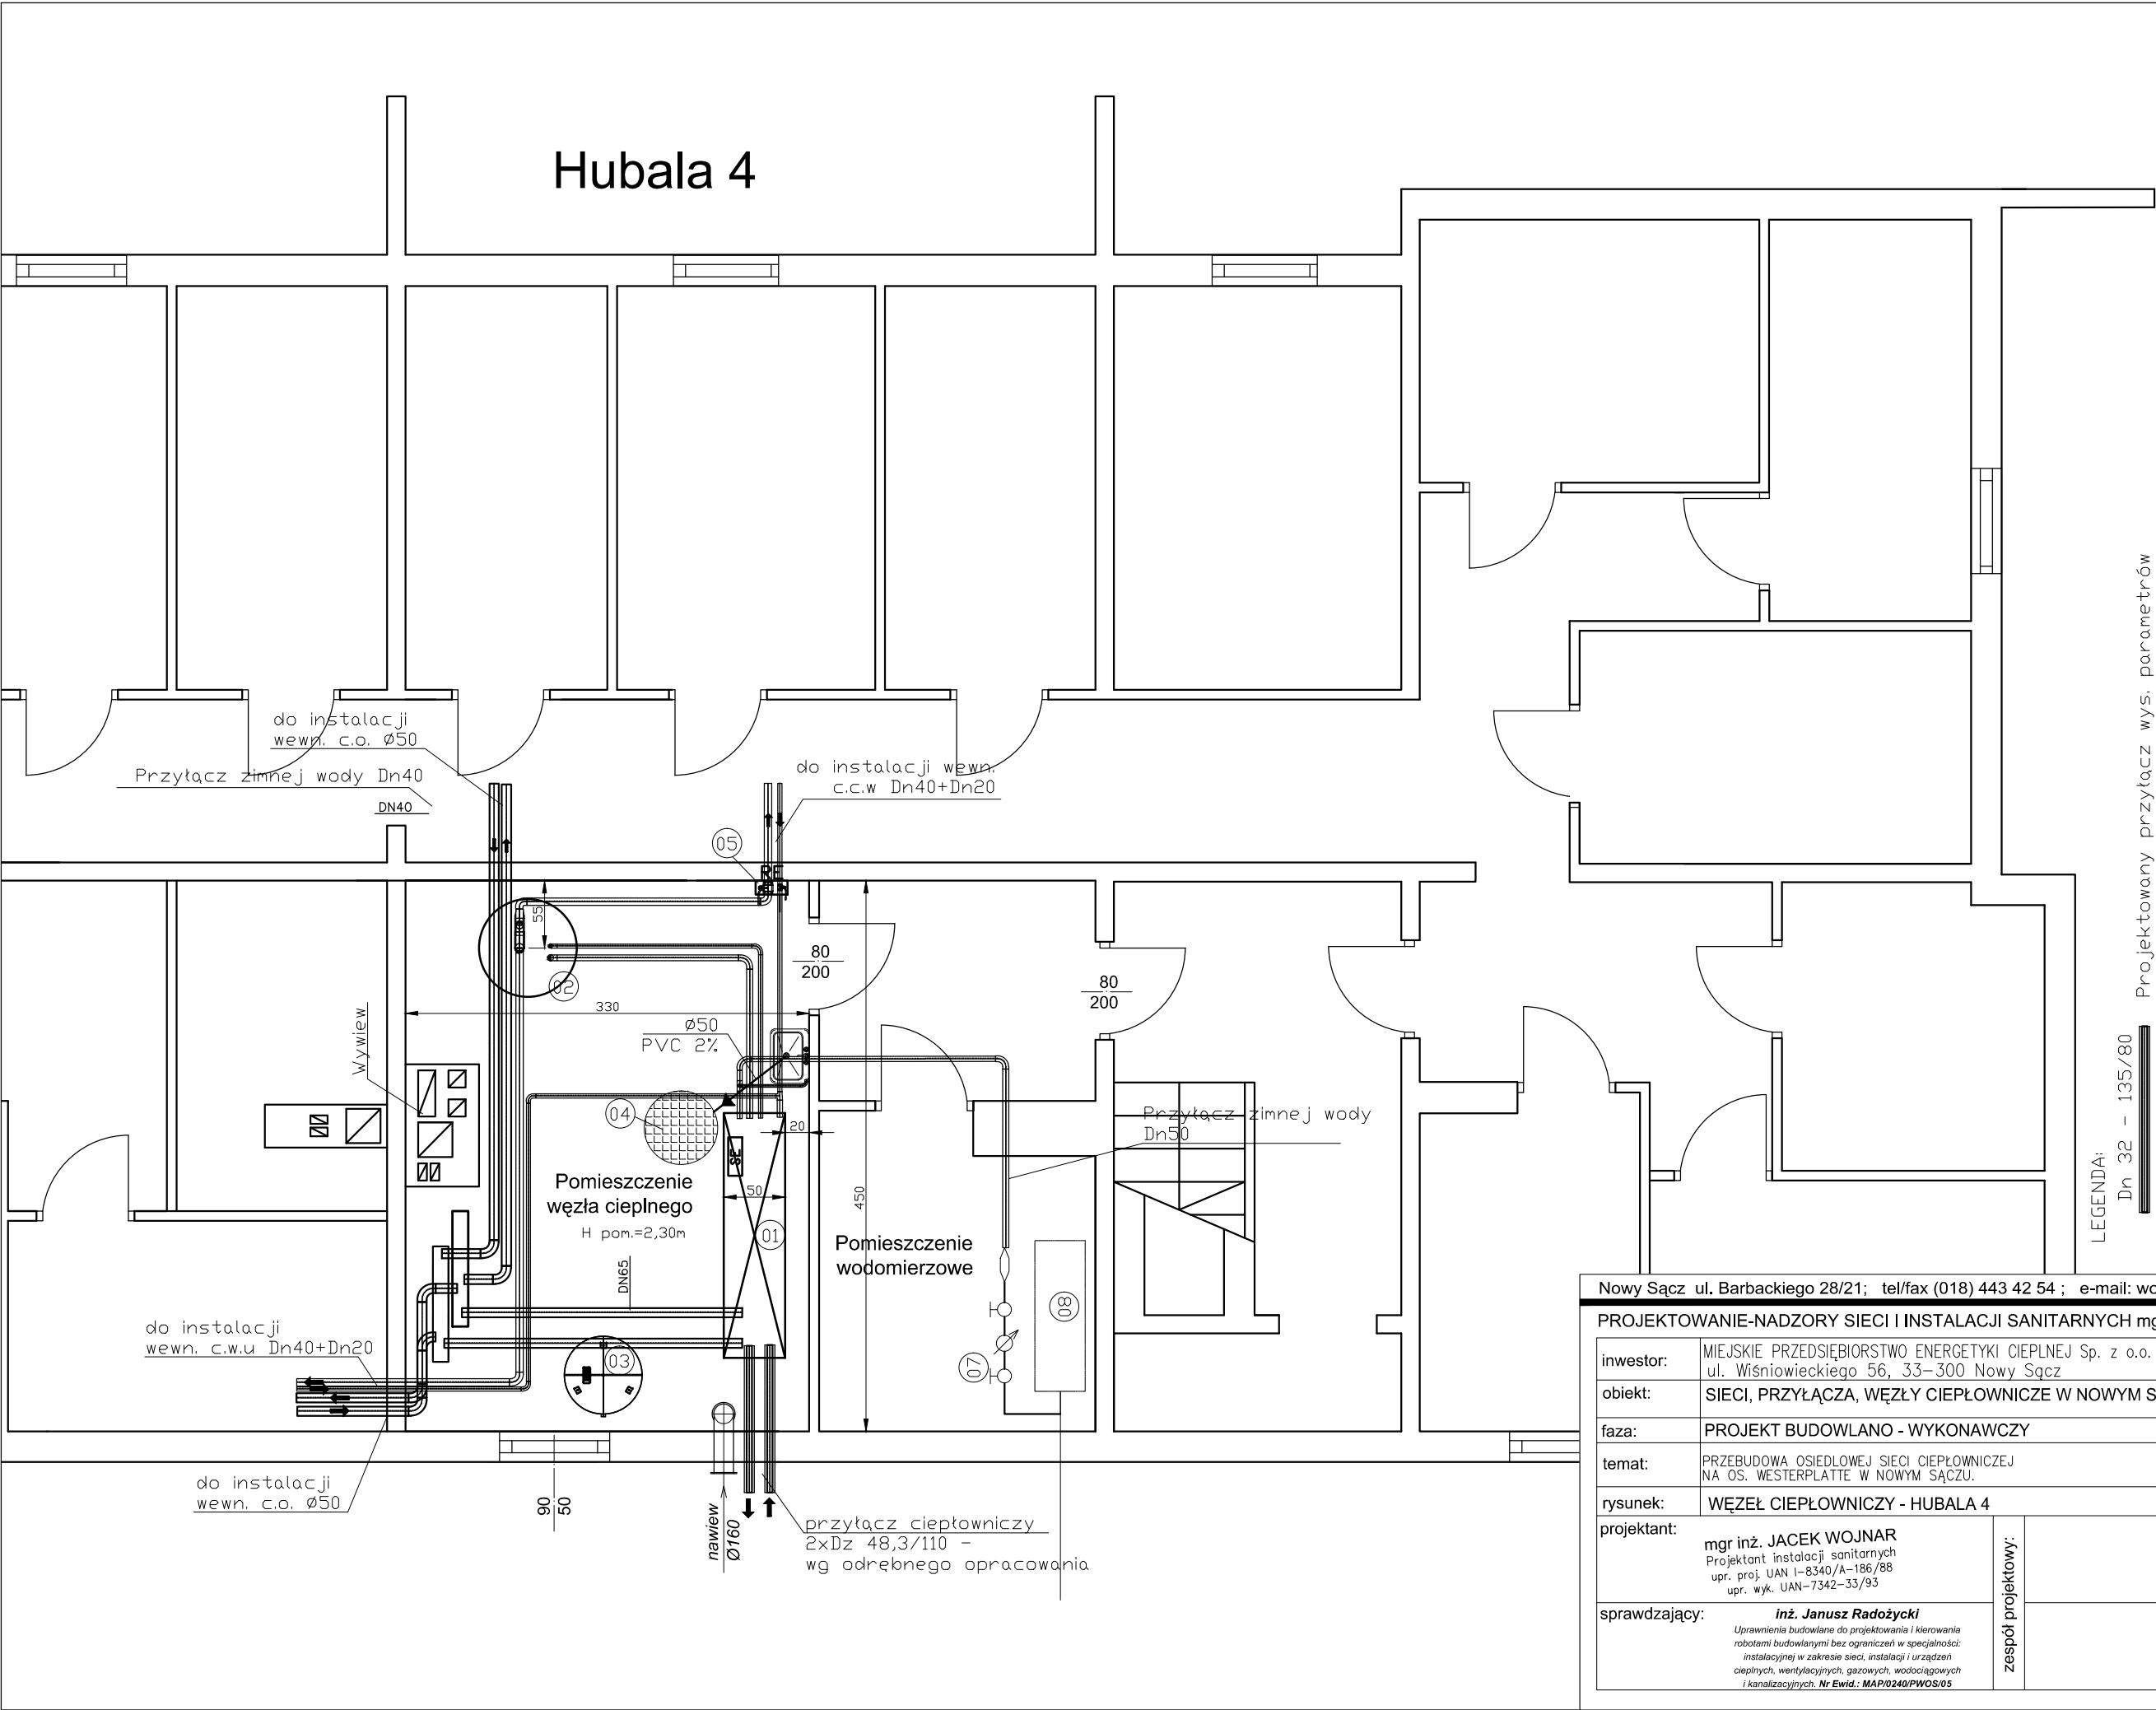 Hubala 4
do instalacji
wewn. c.o. Ø50
Przyłącz zimnej wody Dn40
DN40
do instalacji wewn.
c.c.w Dn40+Dn20
05
RE
55
02
80
200
80
200
330
Wywiew
Ø50
PVC 2%
04
20
SE
Przyłącz zimnej wody
Dn50
Pomieszczenie
węzła cieplnego
H pom.=2,30m
50
450
01
Pomieszczenie
wodomierzowe
DN65
08
07
03
do instalacji
wewn. c.w.u Dn40+Dn20
do instalacji
wewn. c.o. Ø50
90
50
nawiew
Ø160
przyłącz ciepłowniczy
2xDz 48,3/110 –
wg odrębnego opracowania
LEGENDA:
Dn 32 - 135/80
Projektowany przyłącz wys. parametrów
Nowy Sącz ul. Barbackiego 28/21; tel/fax (018) 443 42 54 ; e-mail: wo
PROJEKTOWANIE-NADZORY SIECI I INSTALACJI SANITARNYCH mg
inwestor:
MIEJSKIE PRZEDSIĘBIORSTWO ENERGETYKI CIEPLNEJ Sp. z o.o.
ul. Wiśniowieckiego 56, 33-300 Nowy Sącz
obiekt:
SIECI, PRZYŁĄCZA, WĘZŁY CIEPŁOWNICZE W NOWYM S
faza:
PROJEKT BUDOWLANO - WYKONAWCZY
temat:
PRZEBUDOWA OSIEDLOWEJ SIECI CIEPŁOWNICZEJ
NA OS. WESTERPLATTE W NOWYM SĄCZU.
rysunek:
WĘZEŁ CIEPŁOWNICZY - HUBALA 4
projektant:
mgr inż. JACEK WOJNAR
Projektant instalacji sanitarnych
upr. proj. UAN I-8340/A-186/88
upr. wyk. UAN-7342-33/93
zespół projektowy:
sprawdzający:
inż. Janusz Radożycki
Uprawnienia budowlane do projektowania i kierowania
robotami budowlanymi bez ograniczeń w specjalności:
instalacyjnej w zakresie sieci, instalacji i urządzeń
cieplnych, wentylacyjnych, gazowych, wodociągowych
i kanalizacyjnych. Nr Ewid.: MAP/0240/PWOS/05